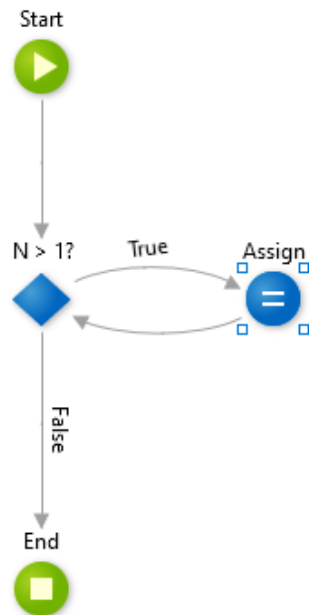 Start
N > 1?
True
Assign
False
End